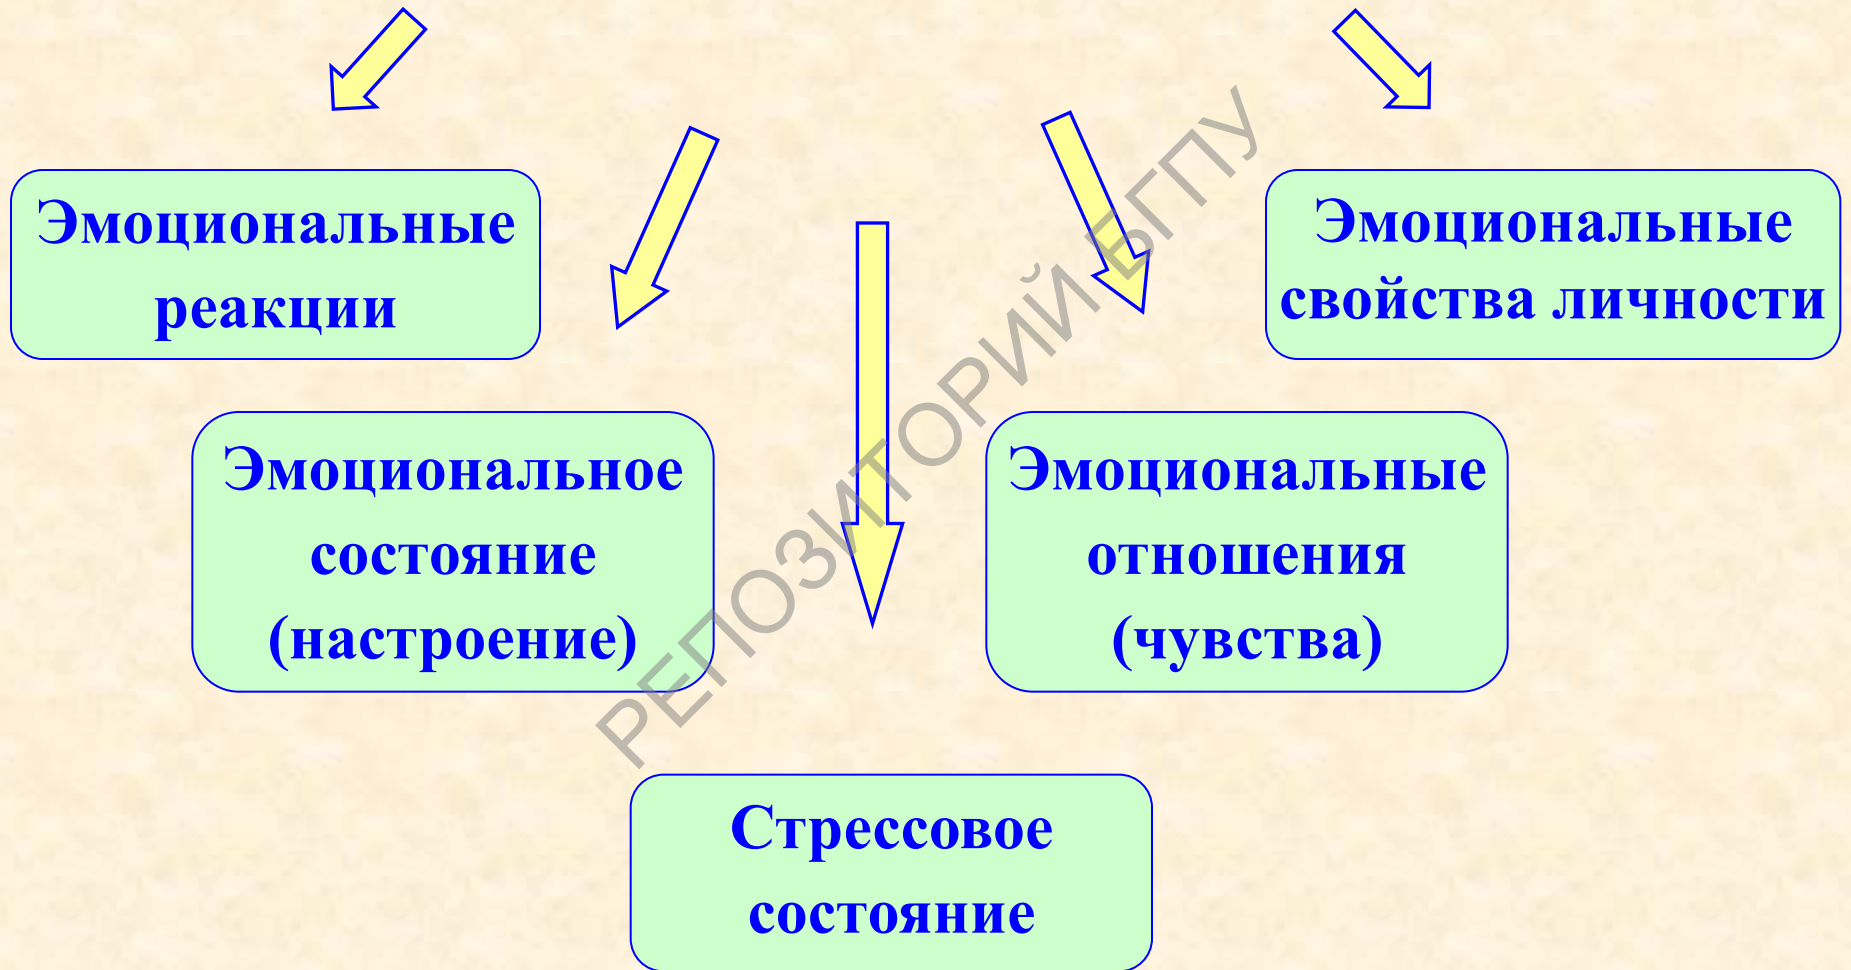 Эмоциональные
реакции
Эмоциональные
свойства личности
Эмоциональное
состояние
(настроение)
Эмоциональные
отношения
(чувства)
Стрессовое
состояние
РЕПОЗИТОРИЙ БГПУ